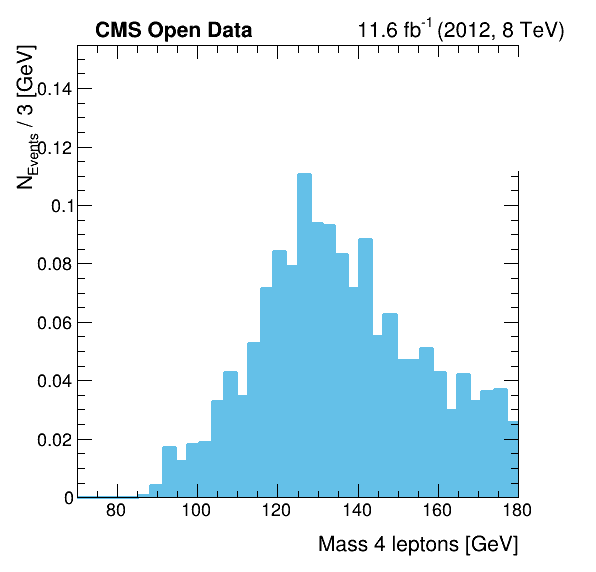 CMS Open Data 11.6 fb-1 (2012, 8 TeV)
NEvents / 3 [GeV]
0.14
0.12
0.1
0.08
0.06
0.04
0.02
0
80 100 120 140 160 180
Mass 4 leptons [GeV]